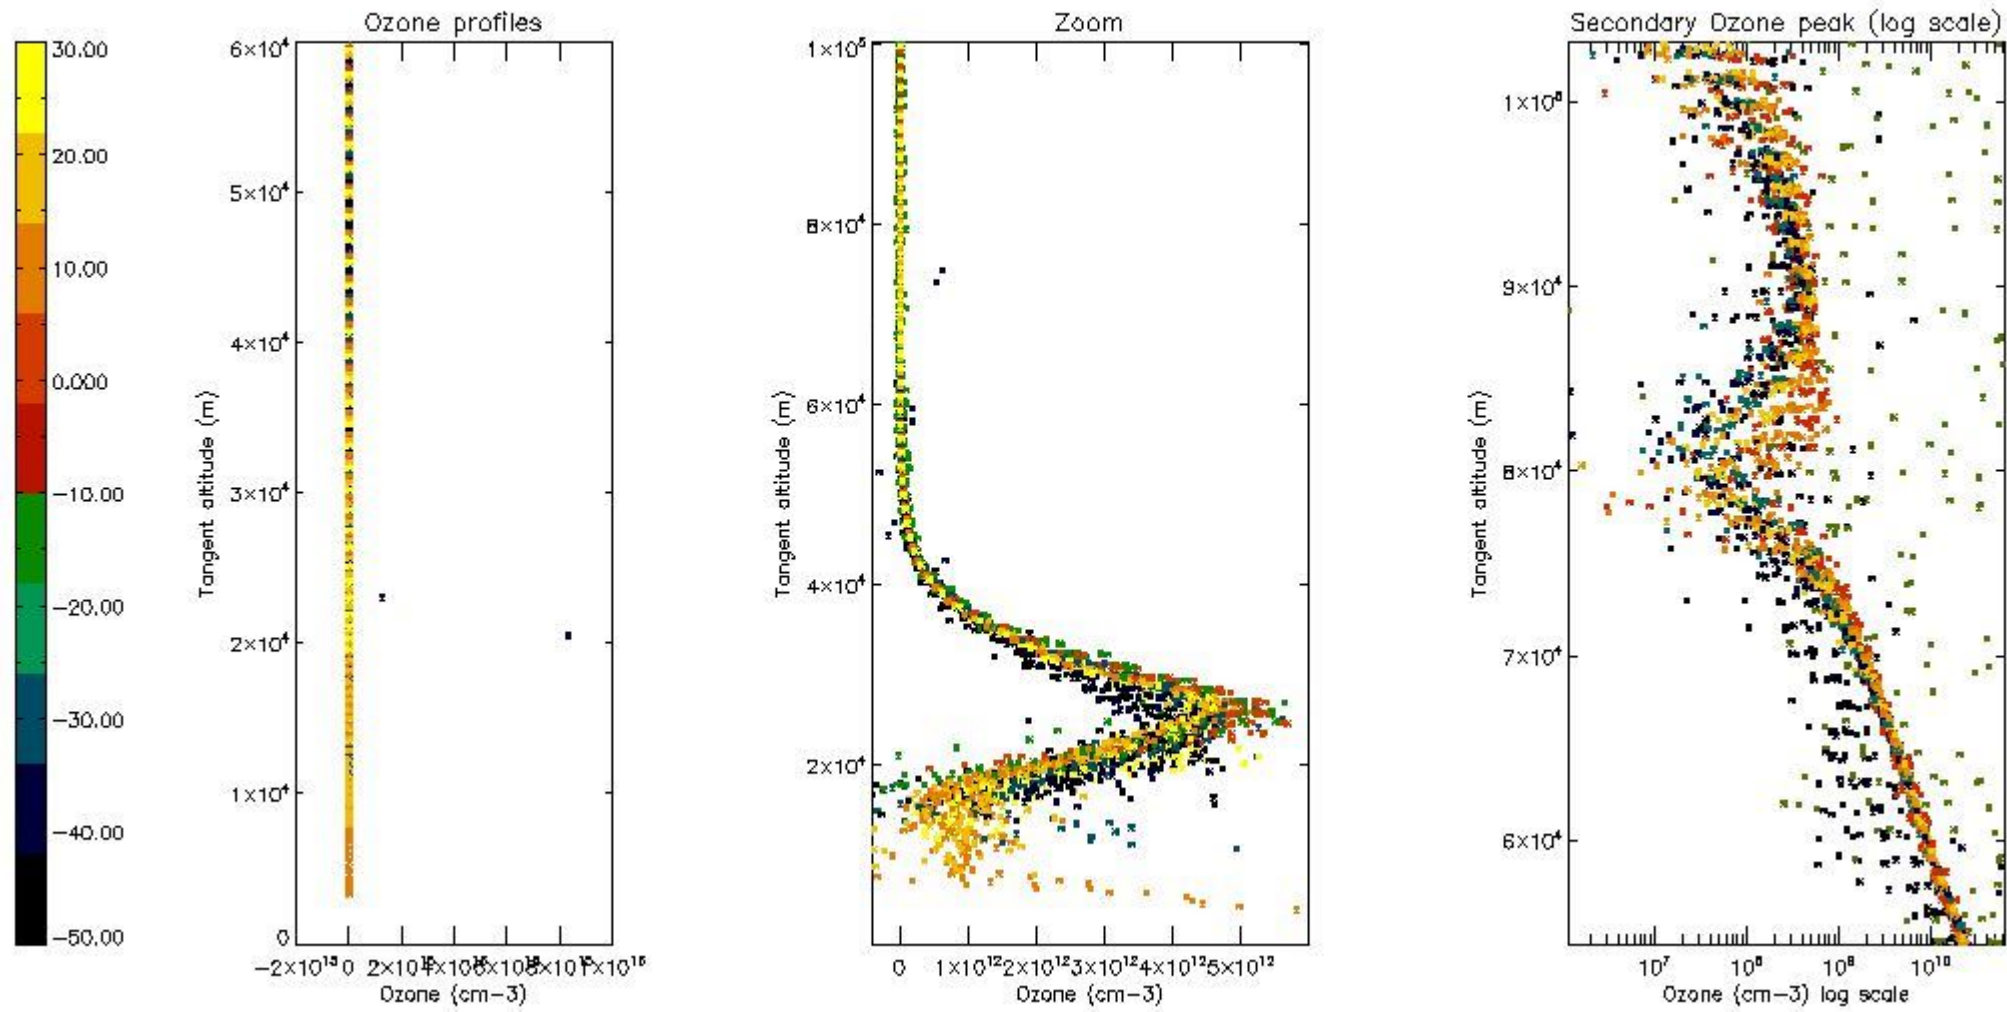 Ozone profiles
Zoom
Secondary Ozone peak (log scale)
30.00
20.00
10.00
0.000
−10.00
−20.00
−30.00
−40.00
−50.00
6×10⁴
5×10⁴
4×10⁴
3×10⁴
2×10⁴
1×10⁴
0
Tangent altitude (m)
0
Ozone (cm−3)
1×10⁵
8×10⁴
6×10⁴
4×10⁴
2×10⁴
Tangent altitude (m)
0 1×10¹² 2×10¹² 3×10¹² 4×10¹² 5×10¹²
Ozone (cm−3)
1×10⁵
9×10⁴
8×10⁴
7×10⁴
6×10⁴
Tangent altitude (m)
10⁷ 10⁸ 10⁹ 10¹⁰
Ozone (cm−3) log scale